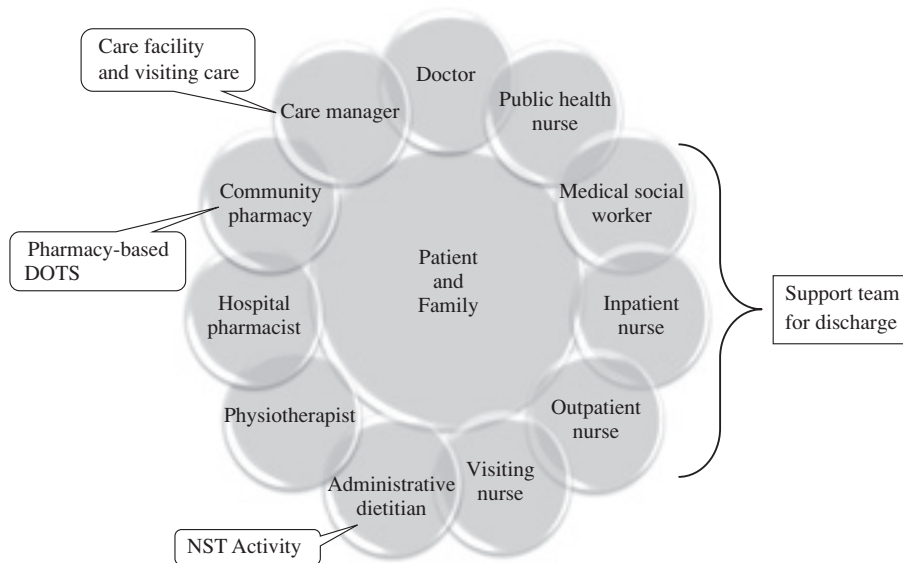 Care facility
and visiting care
Doctor
Care manager
Public health
nurse
Community
pharmacy
Medical social
worker
Pharmacy-based
DOTS
Patient
and
Family
Hospital
pharmacist
Inpatient
nurse
Support team
for discharge
Physiotherapist
Outpatient
nurse
Administrative
dietitian
Visiting
nurse
NST Activity